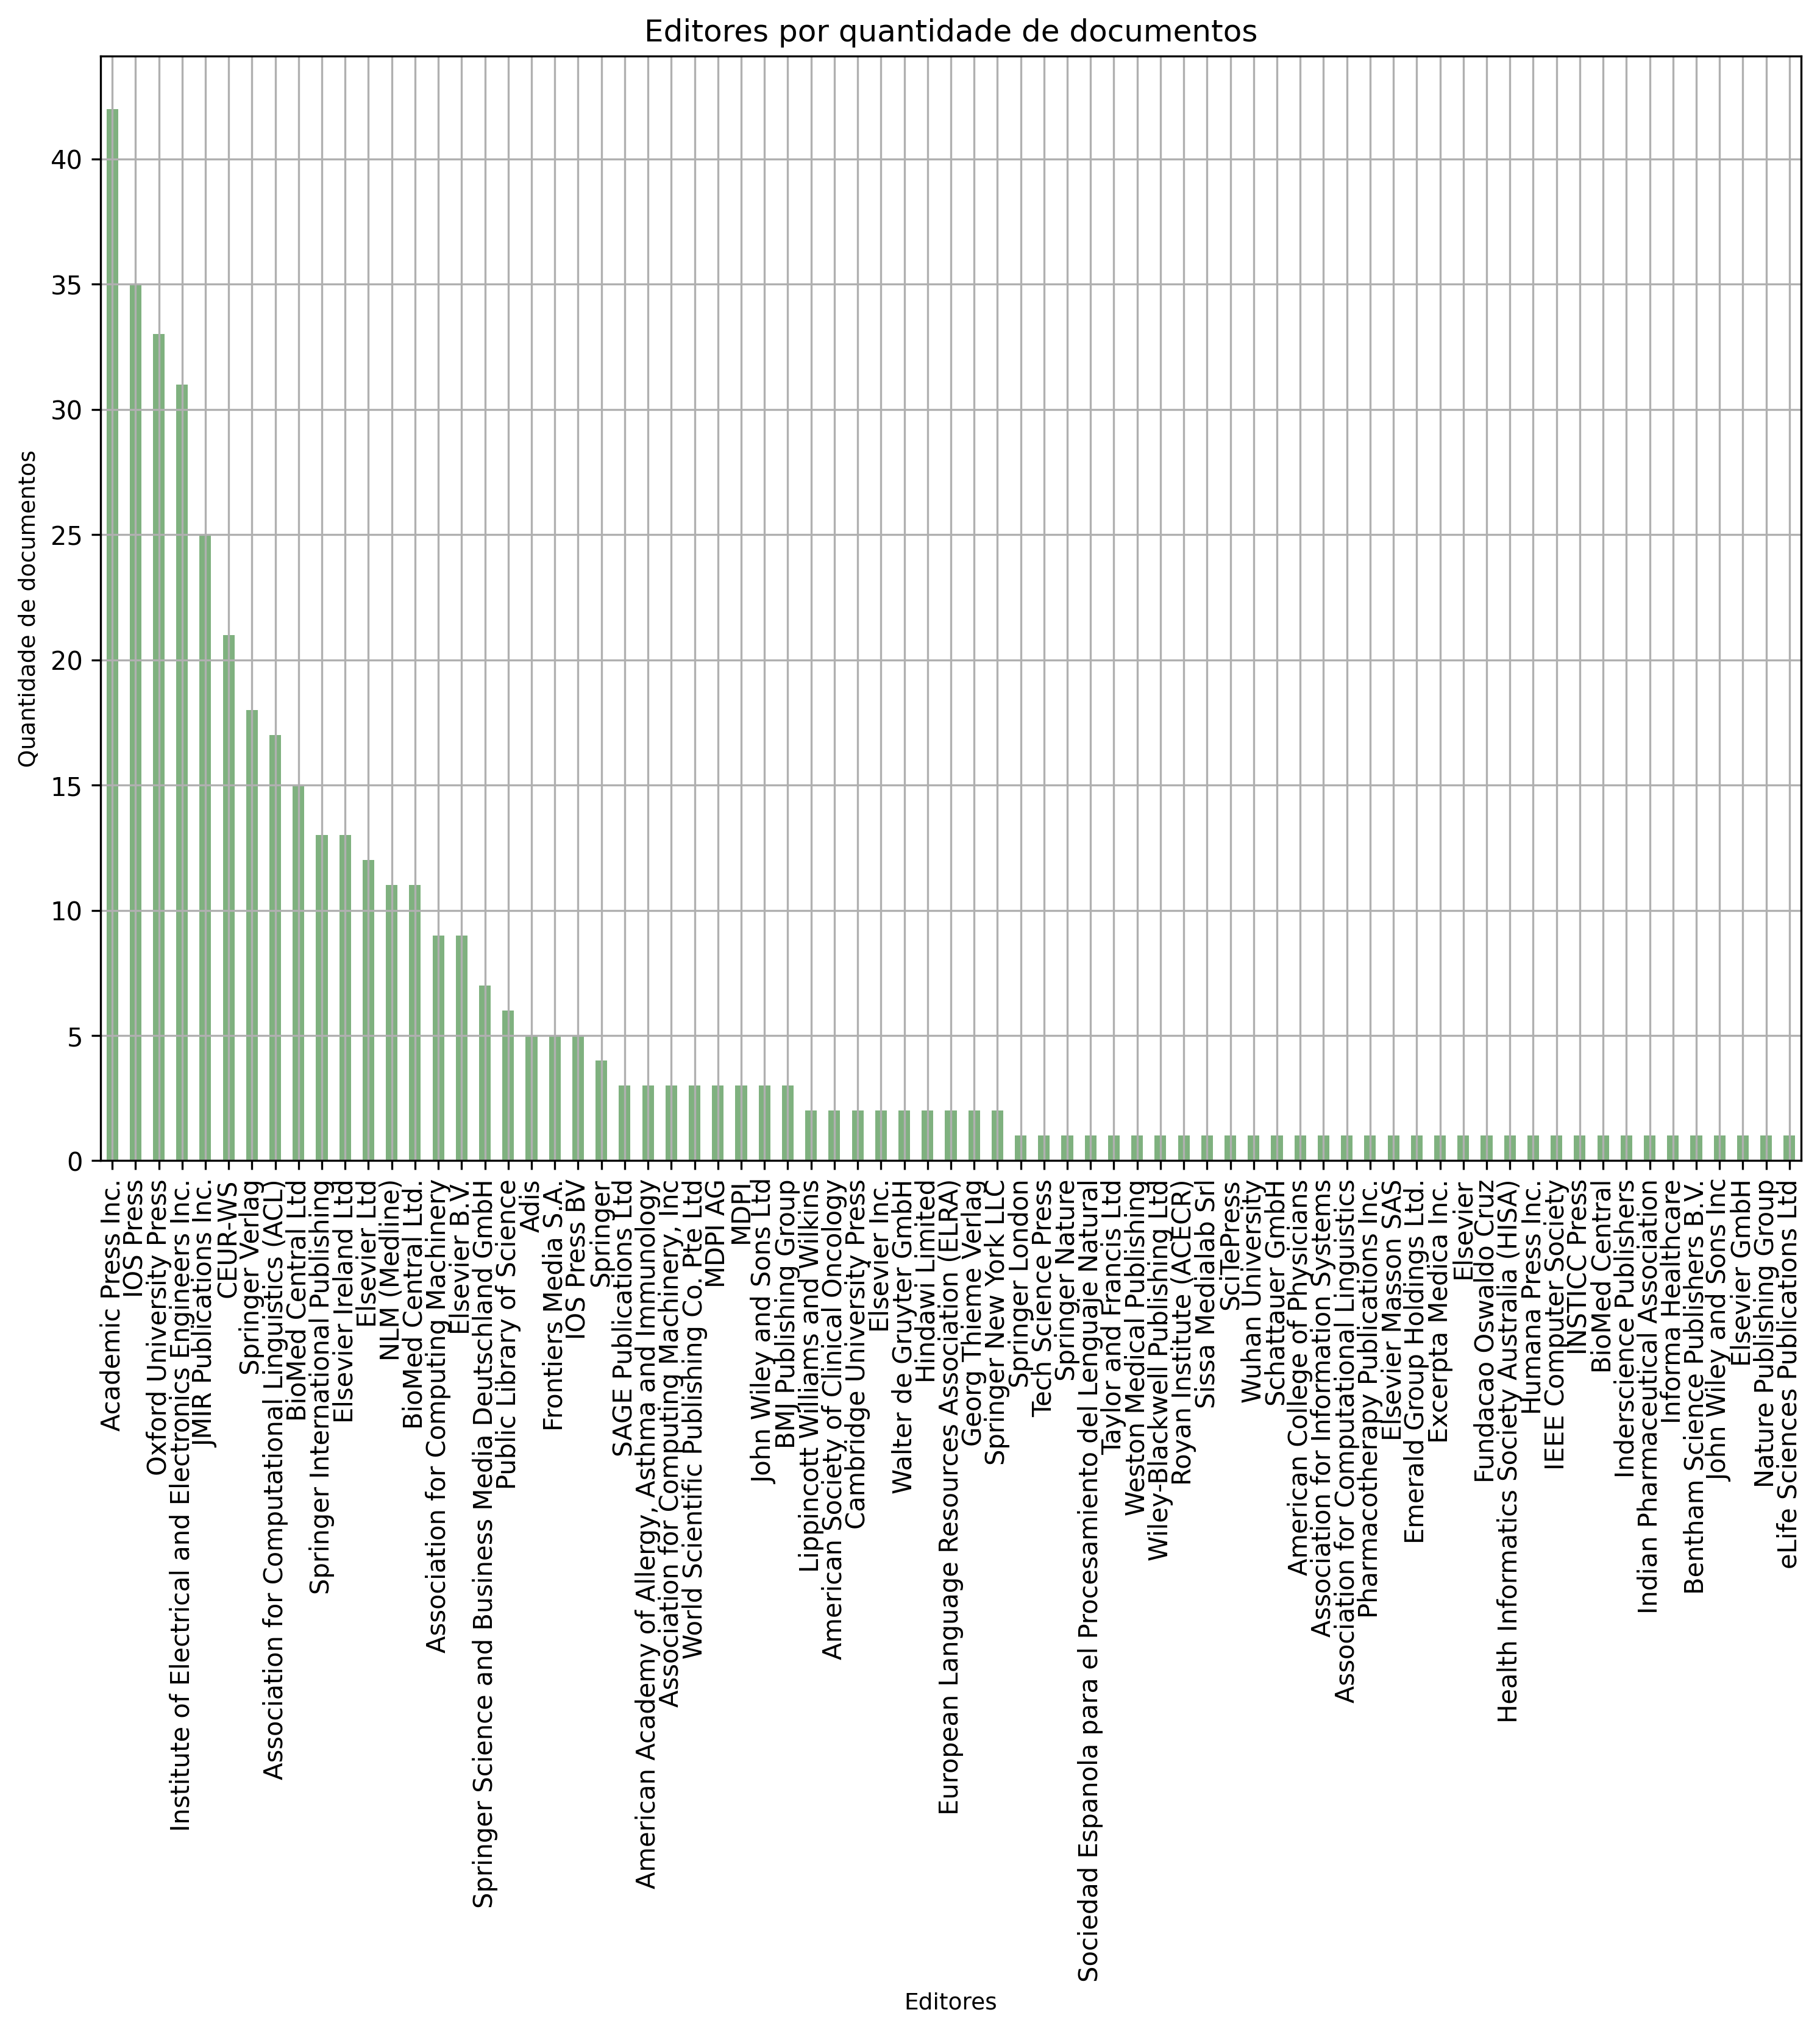 Editores por quantidade de documentos
Quantidade de documentos
40
35
30
25
20
15
10
5
0
Academic Press Inc.
IOS Press
Oxford University Press
Institute of Electrical and Electronics Engineers Inc.
JMIR Publications Inc.
CEUR-WS
Springer Verlag
Association for Computational Linguistics (ACL)
BioMed Central Ltd
Springer International Publishing
Elsevier Ireland Ltd
Elsevier Ltd
NLM (Medline)
BioMed Central Ltd.
Association for Computing Machinery
Elsevier B.V.
Springer Science and Business Media Deutschland GmbH
Public Library of Science
Adis
Frontiers Media S.A.
IOS Press BV
Springer
SAGE Publications Ltd
American Academy of Allergy, Asthma and Immunology
Association for Computing Machinery, Inc
World Scientific Publishing Co. Pte Ltd
MDPI AG
MDPI
John Wiley and Sons Ltd
BMJ Publishing Group
Lippincott Williams and Wilkins
American Society of Clinical Oncology
Cambridge University Press
Elsevier Inc.
Walter de Gruyter GmbH
Hindawi Limited
European Language Resources Association (ELRA)
Georg Thieme Verlag
Springer New York LLC
Springer London
Tech Science Press
Springer Nature
Sociedad Espanola para el Procesamiento del Lenguaje Natural
Taylor and Francis Ltd
Weston Medical Publishing
Wiley-Blackwell Publishing Ltd
Royan Institute (ACECR)
Sissa Medialab Srl
SciTePress
Wuhan University
Schattauer GmbH
American College of Physicians
Association for Information Systems
Association for Computational Linguistics
Pharmacotherapy Publications Inc.
Elsevier Masson SAS
Emerald Group Holdings Ltd.
Excerpta Medica Inc.
Elsevier
Fundacao Oswaldo Cruz
Health Informatics Society Australia (HISA)
Humana Press Inc.
IEEE Computer Society
INSTICC Press
BioMed Central
Inderscience Publishers
Indian Pharmaceutical Association
Informa Healthcare
Bentham Science Publishers B.V.
John Wiley and Sons Inc
Elsevier GmbH
Nature Publishing Group
eLife Sciences Publications Ltd
Editores